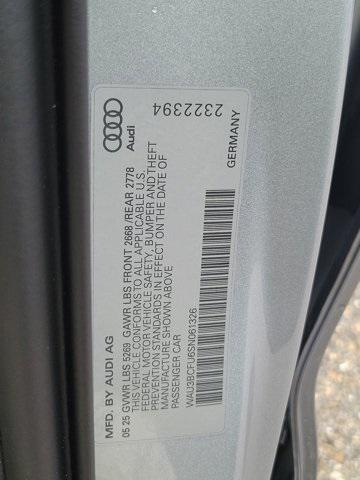 MFD. BY AUDI AG
05 25 GVWR LBS 5269 GAWR LBS FRONT 2668 /REAR 2778
THIS VEHICLE CONFORMS TO ALL APPLICABLE U.S.
FEDERAL MOTOR VEHICLE SAFETY, BUMPER AND THEFT
PREVENTION STANDARDS IN EFFECT ON THE DATE OF
MANUFACTURE SHOWN ABOVE
PASSENGER CAR
WAU3BCFU6SN061326
Audi
2322394
GERMANY